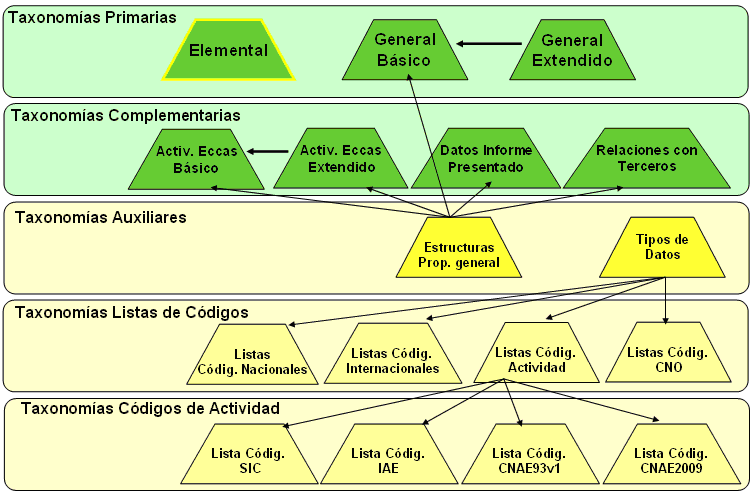 Taxonomías Primarias
Elemental
General
Básico
General
Extendido
Taxonomías Complementarias
Activ. Eccas
Básico
Activ. Eccas
Extendido
Datos Informe
Presentado
Relaciones con
Terceros
Taxonomías Auxiliares
Estructuras
Prop. general
Tipos de
Datos
Taxonomías Listas de Códigos
Listas
Códig. Nacionales
Listas Códig.
Internacionales
Listas Códig.
Actividad
Listas Códig.
CNO
Taxonomías Códigos de Actividad
Lista Códig.
SIC
Lista Códig.
IAE
Lista Códig.
CNAE93v1
Lista Códig.
CNAE2009